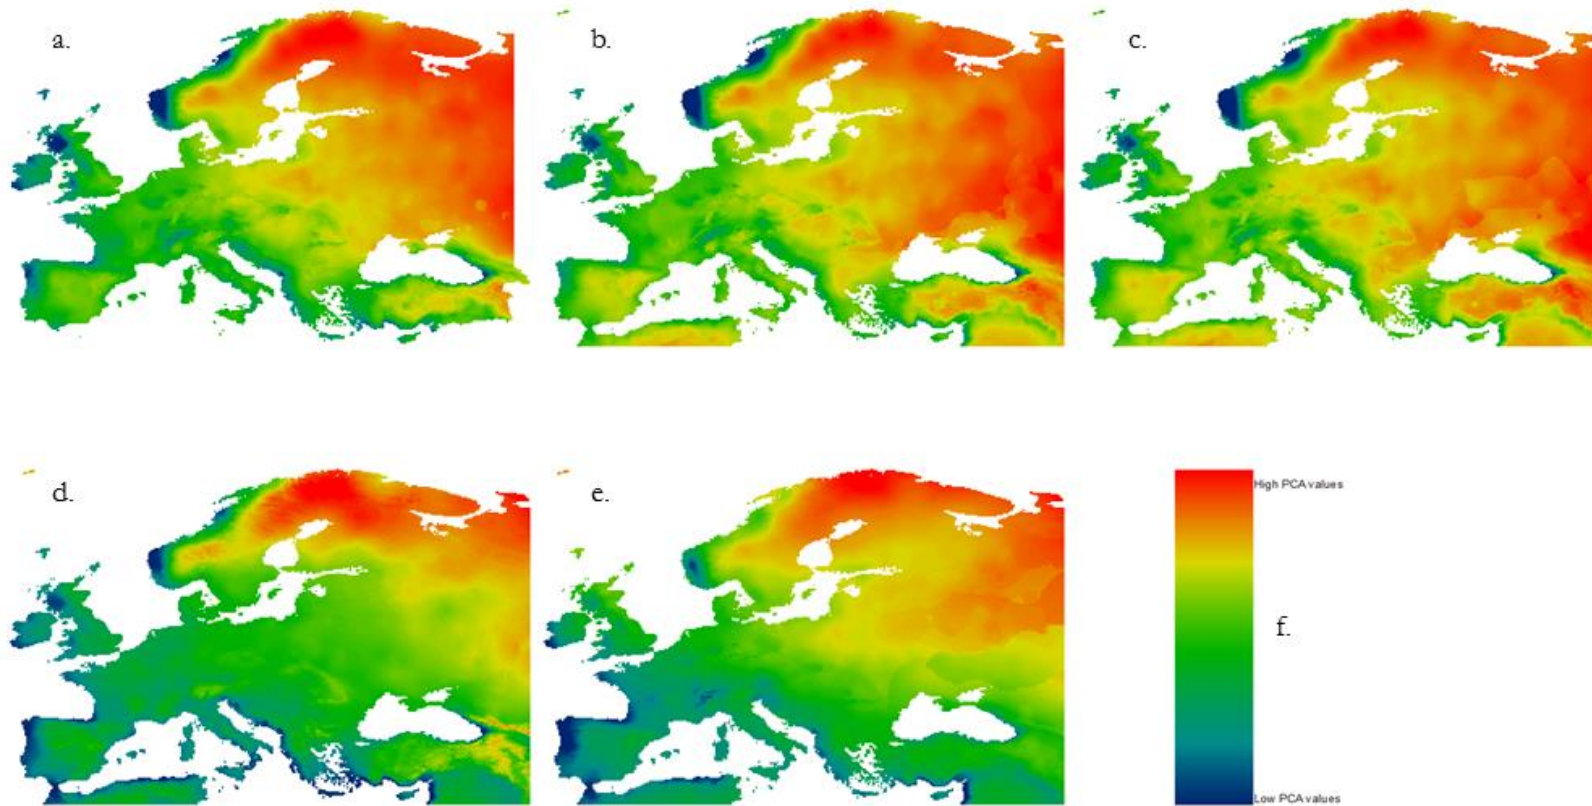 a.
b.
c.
d.
e.
High PCA values
f.
Low PCA values